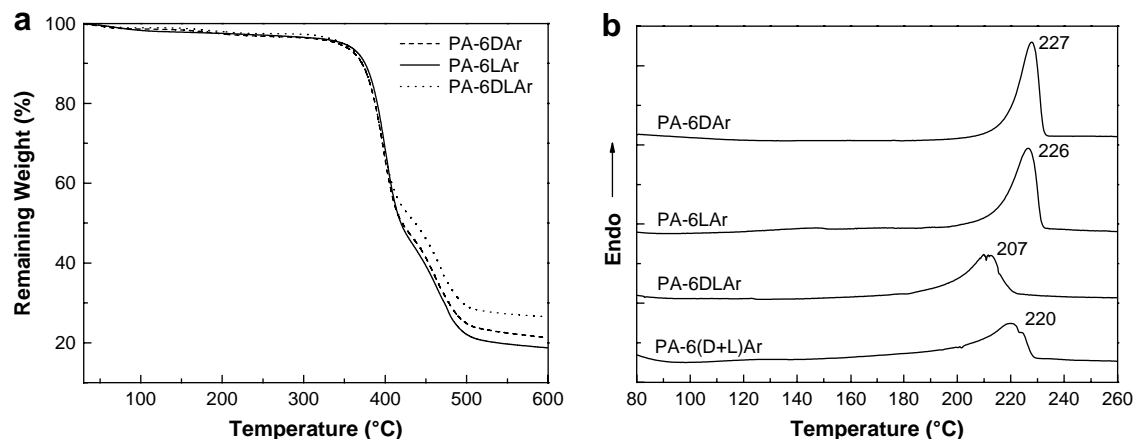 a
100
80
60
40
20
Remaining Weight (%)
PA-6DAr
PA-6LAr
PA-6DLAr
100
200
300
400
500
600
Temperature (°C)
b
Endo
227
PA-6DAr
226
PA-6LAr
207
PA-6DLAr
220
PA-6(D+L)Ar
80
100
120
140
160
180
200
220
240
260
Temperature (°C)